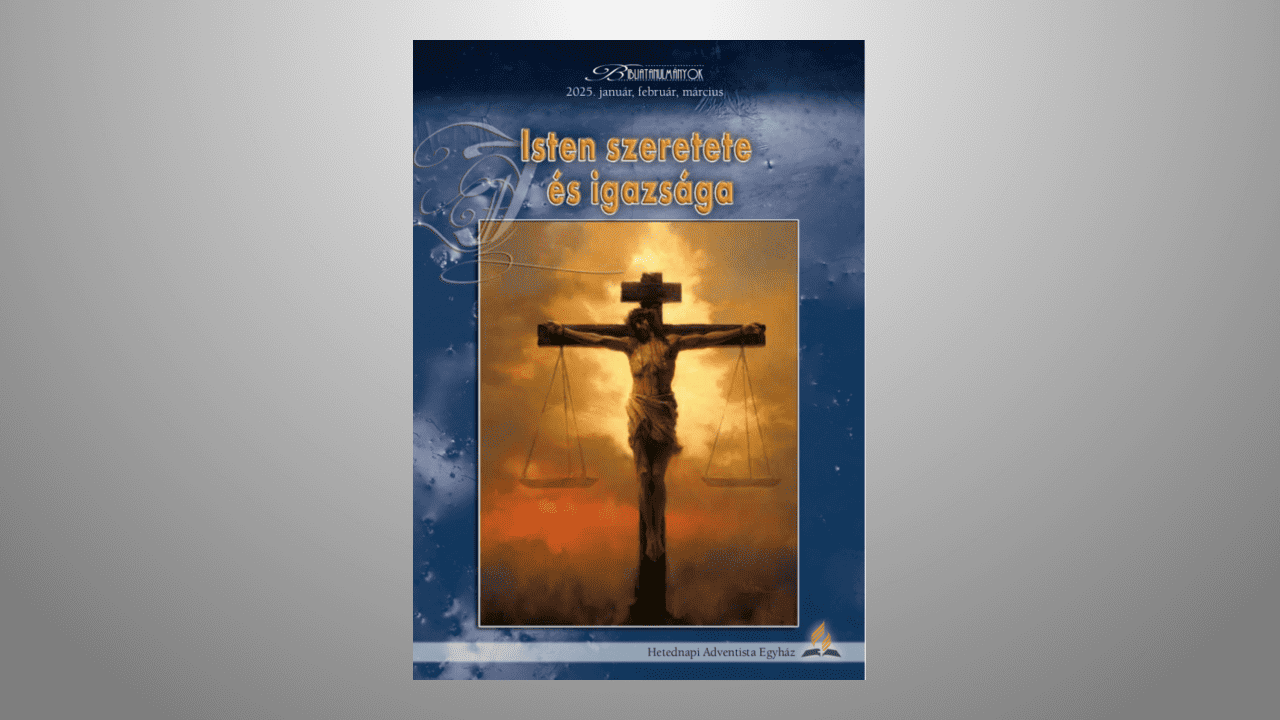 BIBLIATANULMÁNYOK
2025. január, február, március
Isten szeretete
és igazsága
Hetednapi Adventista Egyház